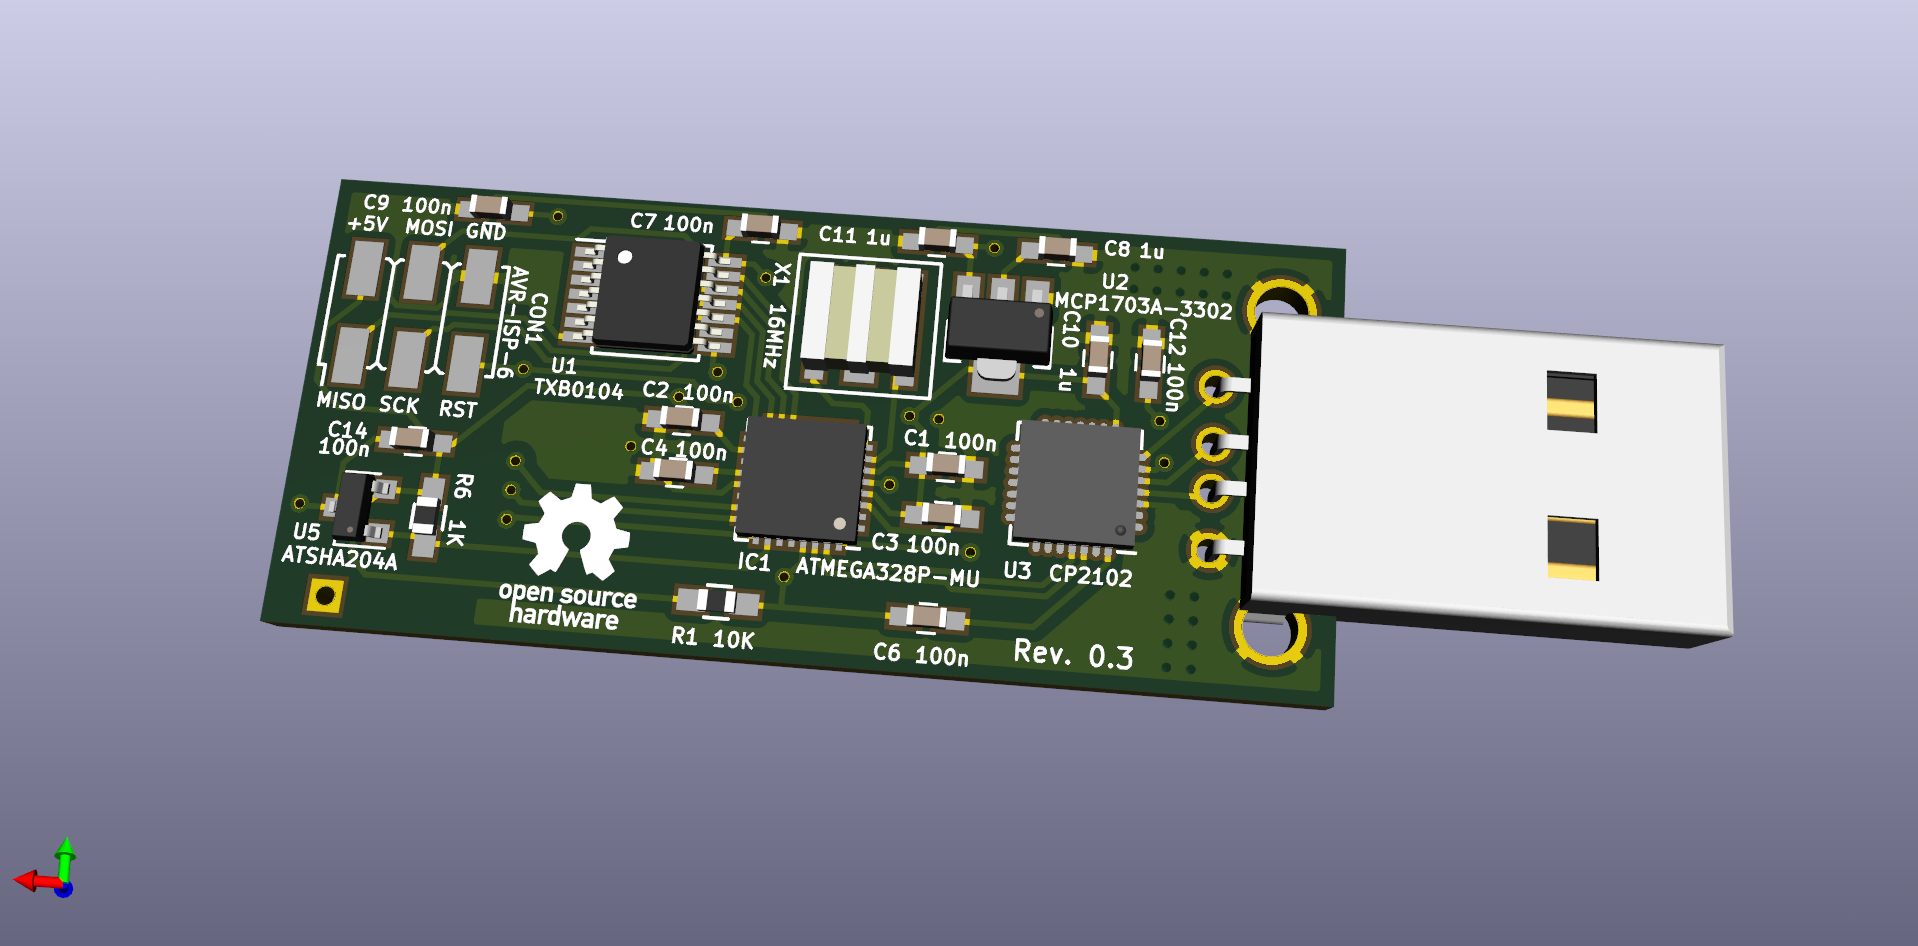 C9 100n
+5V MOSI GND
AVR-ISP-6
CON1
MISO SCK RST
C7 100n
C11 1u
C8 1u
U2
MCP1703A-3302
X1 16MHz
C10 1u
C12 100n
U1
TXB0104
C2 100n
C4 100n
C14
100n
R6 1K
U5
ATSHA204A
C1 100n
C3 100n
IC1 ATMEGA328P-MU
U3 CP2102
open source
hardware
R1 10K
C6 100n
Rev. 0.3